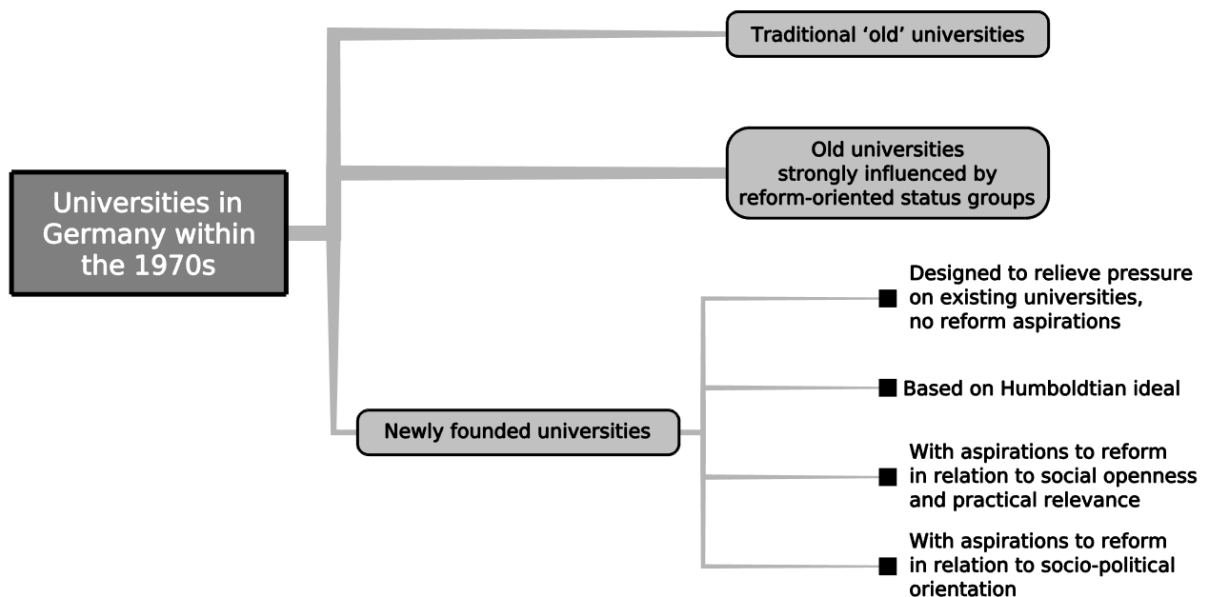 Traditional ‘old’ universities
Old universities
strongly influenced by
reform-oriented status groups
Universities in
Germany within
the 1970s
Designed to relieve pressure
on existing universities,
no reform aspirations
Based on Humboldtian ideal
Newly founded universities
With aspirations to reform
in relation to social openness
and practical relevance
With aspirations to reform
in relation to socio-political
orientation